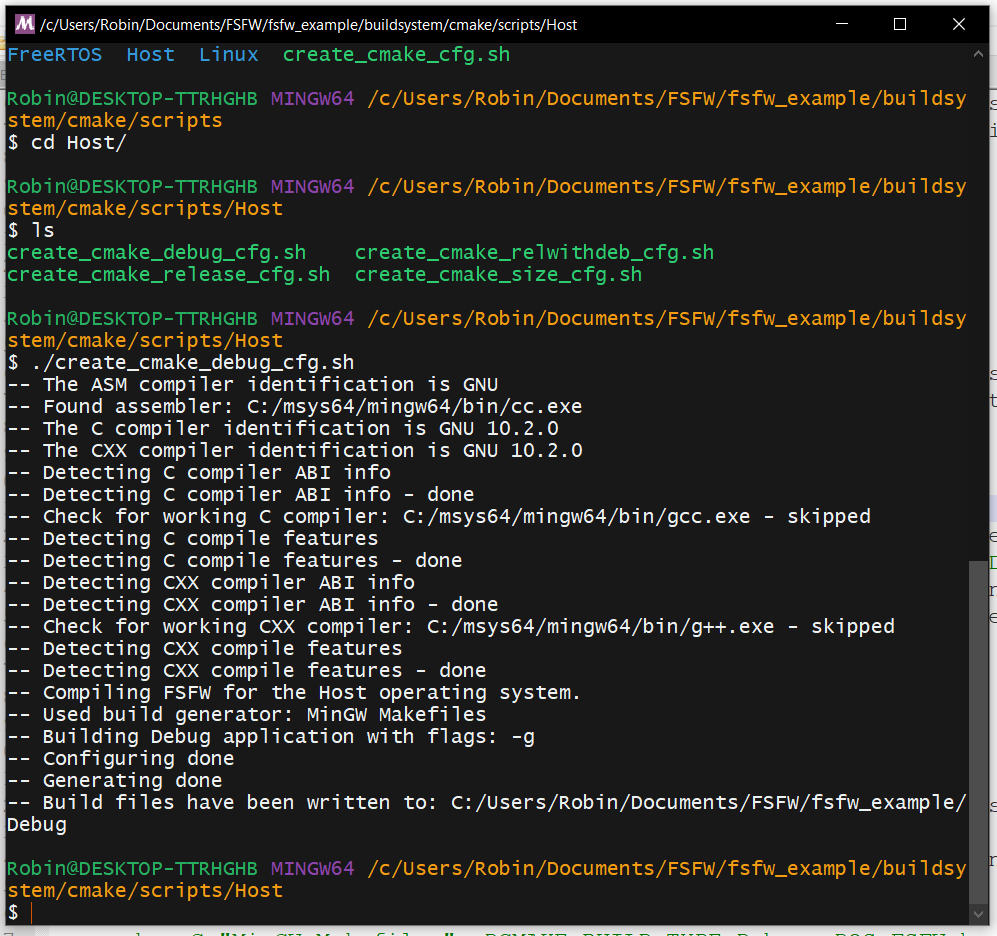 /c/Users/Robin/Documents/FSFW/fsfw_example/buildsystem/cmake/scripts/Host
FreeRTOS  Host  Linux  create_cmake_cfg.sh
Robin@DESKTOP-TTRHGHB MINGW64 /c/Users/Robin/Documents/FSFW/fsfw_example/buildsy
stem/cmake/scripts
$ cd Host/
Robin@DESKTOP-TTRHGHB MINGW64 /c/Users/Robin/Documents/FSFW/fsfw_example/buildsy
stem/cmake/scripts/Host
$ ls
create_cmake_debug_cfg.sh    create_cmake_relwithdeb_cfg.sh
create_cmake_release_cfg.sh  create_cmake_size_cfg.sh
Robin@DESKTOP-TTRHGHB MINGW64 /c/Users/Robin/Documents/FSFW/fsfw_example/buildsy
stem/cmake/scripts/Host
$ ./create_cmake_debug_cfg.sh
-- The ASM compiler identification is GNU
-- Found assembler: C:/msys64/mingw64/bin/cc.exe
-- The C compiler identification is GNU 10.2.0
-- The CXX compiler identification is GNU 10.2.0
-- Detecting C compiler ABI info
-- Detecting C compiler ABI info - done
-- Check for working C compiler: C:/msys64/mingw64/bin/gcc.exe - skipped
-- Detecting C compile features
-- Detecting C compile features - done
-- Detecting CXX compiler ABI info
-- Detecting CXX compiler ABI info - done
-- Check for working CXX compiler: C:/msys64/mingw64/bin/g++.exe - skipped
-- Detecting CXX compile features
-- Detecting CXX compile features - done
-- Compiling FSFW for the Host operating system.
-- Used build generator: MinGW Makefiles
-- Building Debug application with flags: -g
-- Configuring done
-- Generating done
-- Build files have been written to: C:/Users/Robin/Documents/FSFW/fsfw_example/
Debug
Robin@DESKTOP-TTRHGHB MINGW64 /c/Users/Robin/Documents/FSFW/fsfw_example/buildsy
stem/cmake/scripts/Host
$